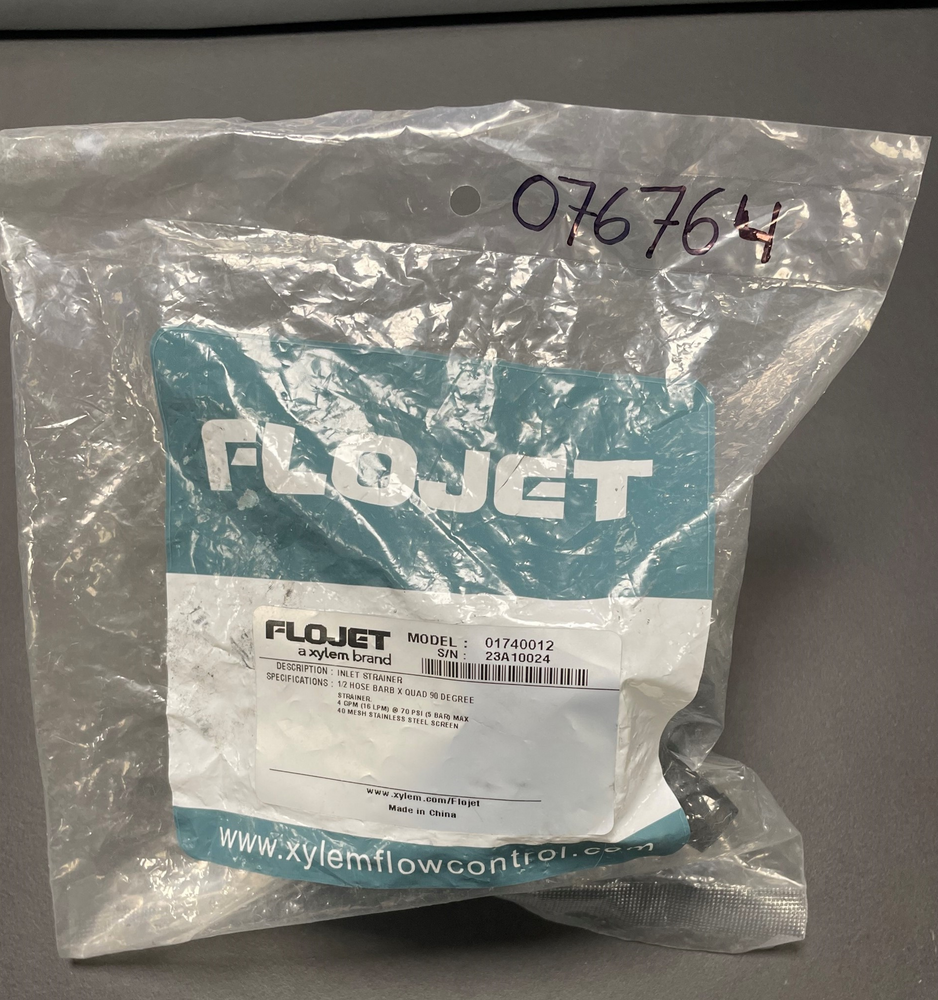 076764
FLOJET
FLOJET
a xylem brand
MODEL : 01740012
S/N : 23A10024
DESCRIPTION : INLET STRAINER
SPECIFICATIONS : 1/2 HOSE BARB X QUAD 90 DEGREE
STRAINER.
4 GPM (16 LPM) @ 70 PSI (5 BAR) MAX
40 MESH STAINLESS STEEL SCREEN
www.xylem.com/Flojet
Made in China
www.xylemflowcontrol.com